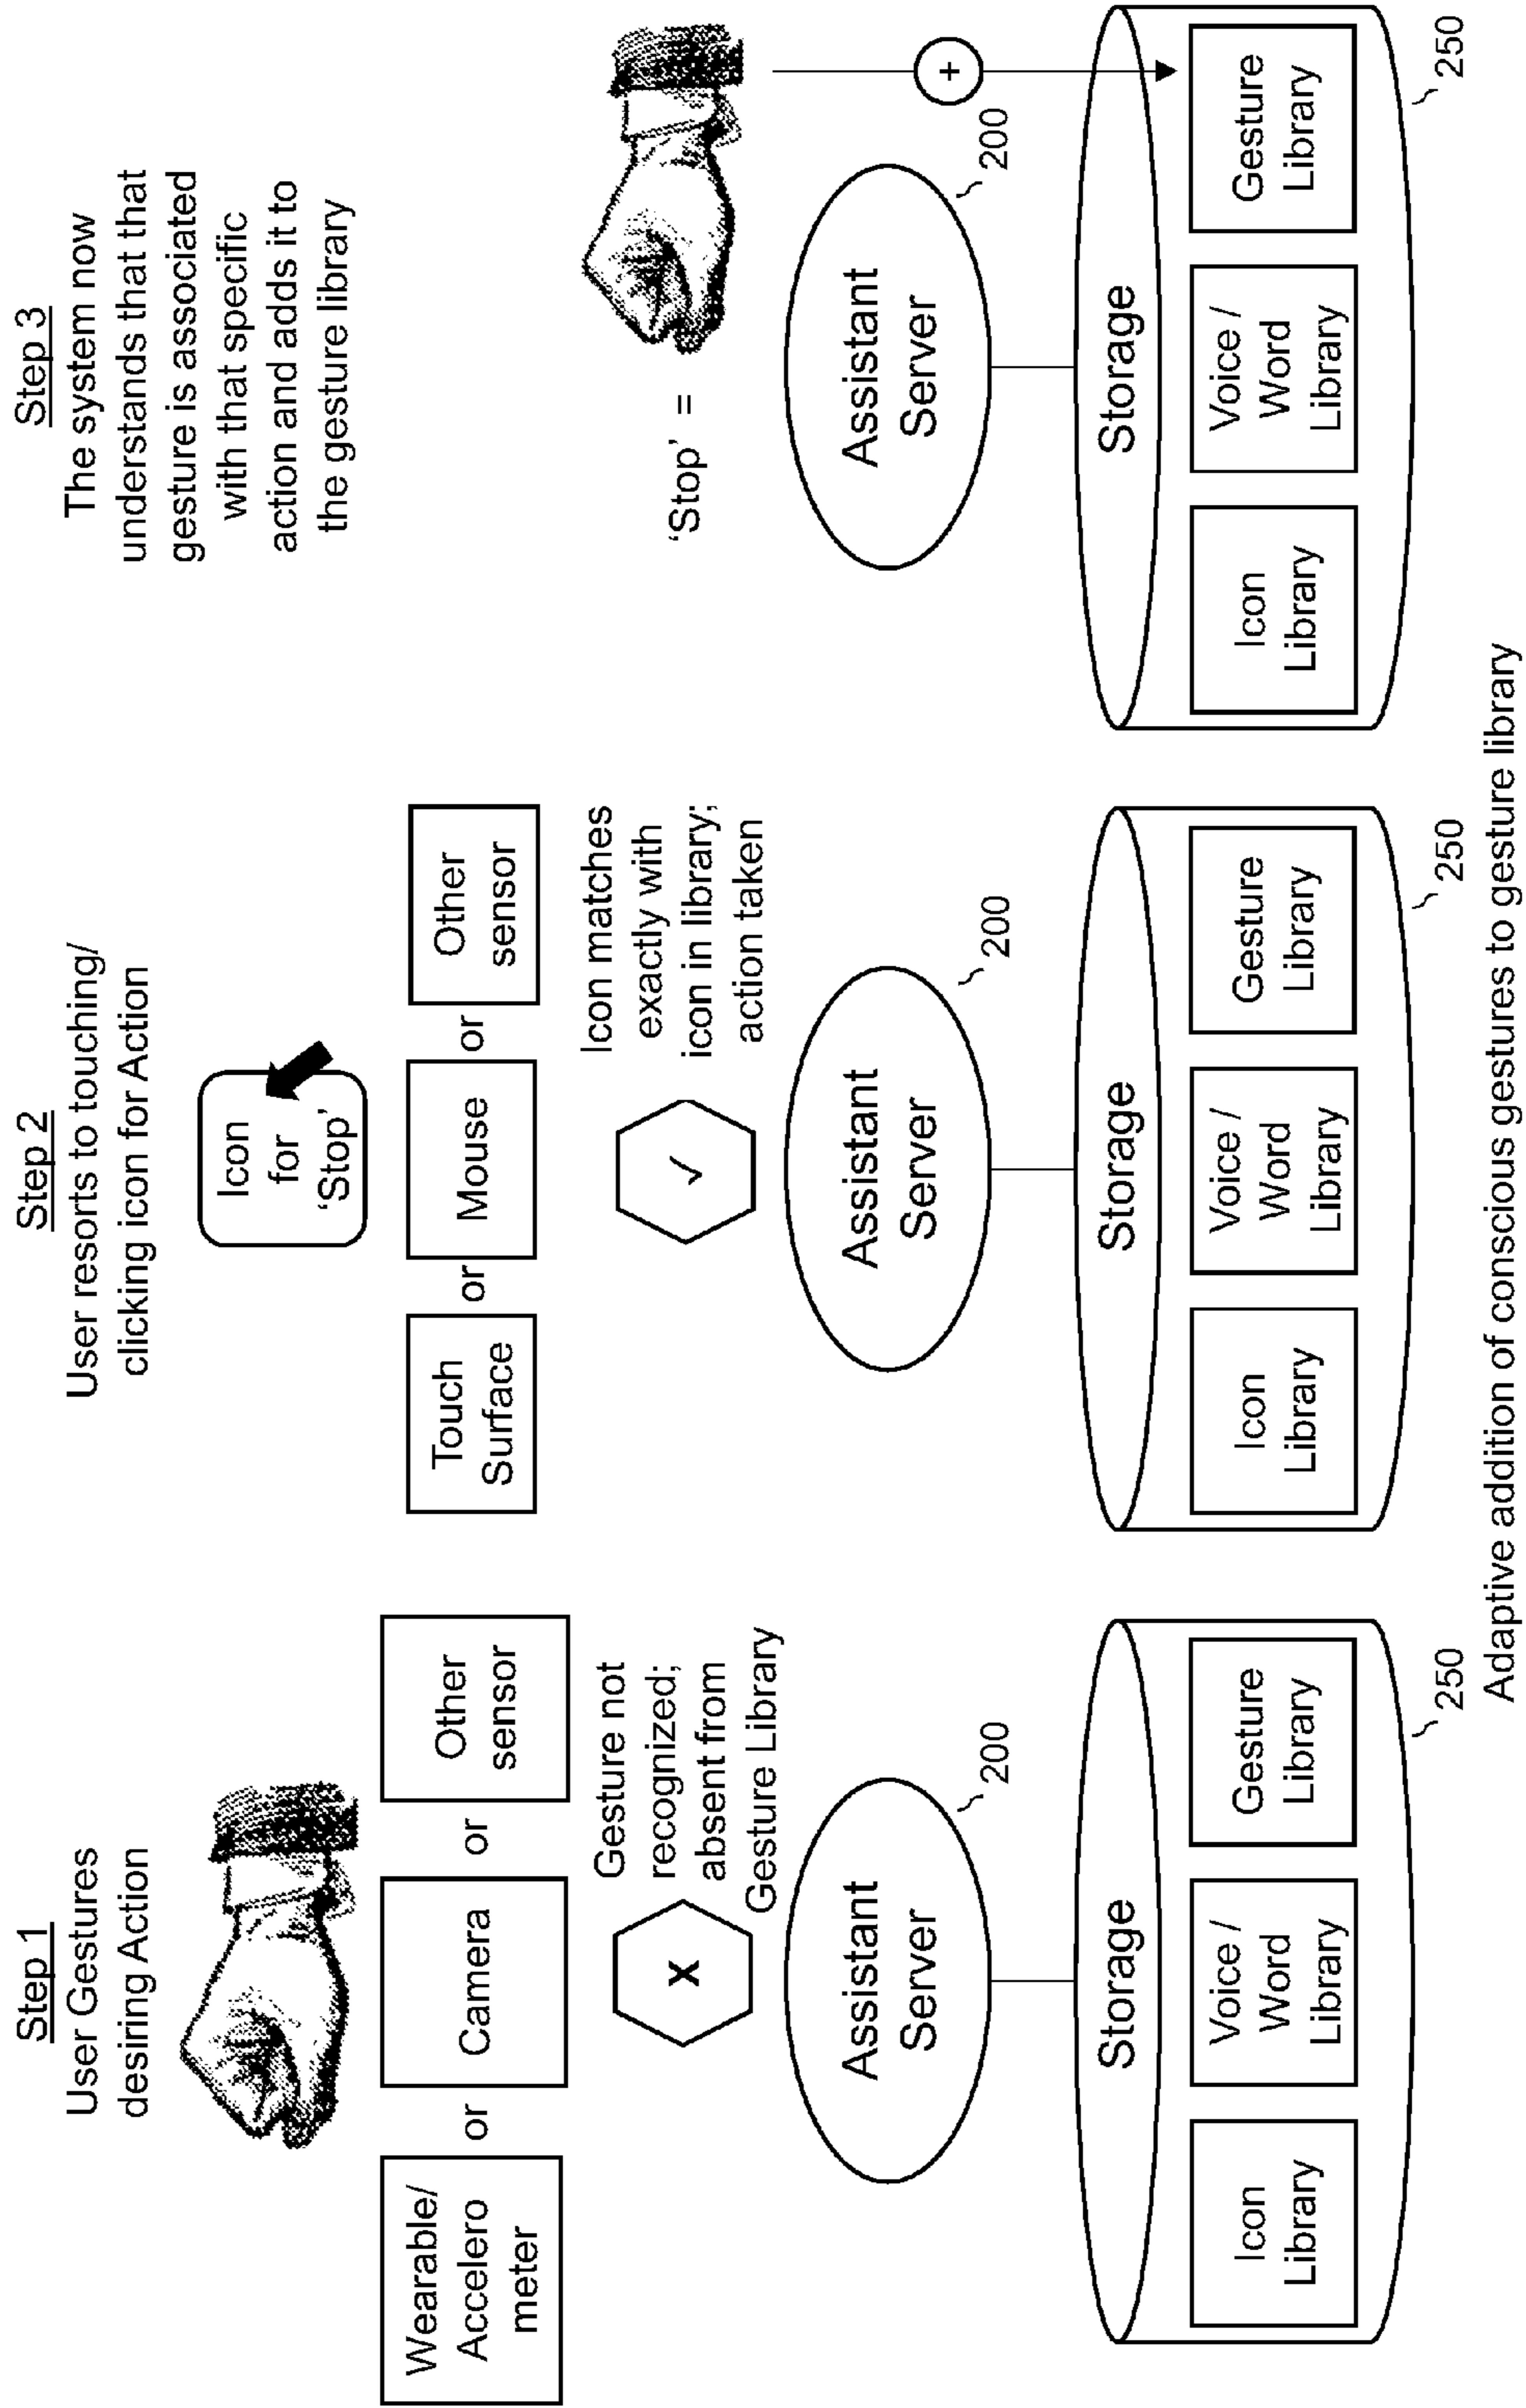 Step 1
User Gestures
desiring Action
Wearable/
Accelero
meter
or
Camera
or
Other
sensor
X
Gesture not
recognized;
absent from
Gesture Library
Assistant
Server
200
Storage
Icon
Library
Voice /
Word
Library
Gesture
Library
250
Step 2
User resorts to touching/
clicking icon for Action
Icon
for
‘Stop’
Touch
Surface
or
Mouse
or
Other
sensor
✓
Icon matches
exactly with
icon in library;
action taken
Assistant
Server
200
Storage
Icon
Library
Voice /
Word
Library
Gesture
Library
250
Step 3
The system now
understands that that
gesture is associated
with that specific
action and adds it to
the gesture library
‘Stop’ =
+
Assistant
Server
200
Storage
Icon
Library
Voice /
Word
Library
Gesture
Library
250
Adaptive addition of conscious gestures to gesture library